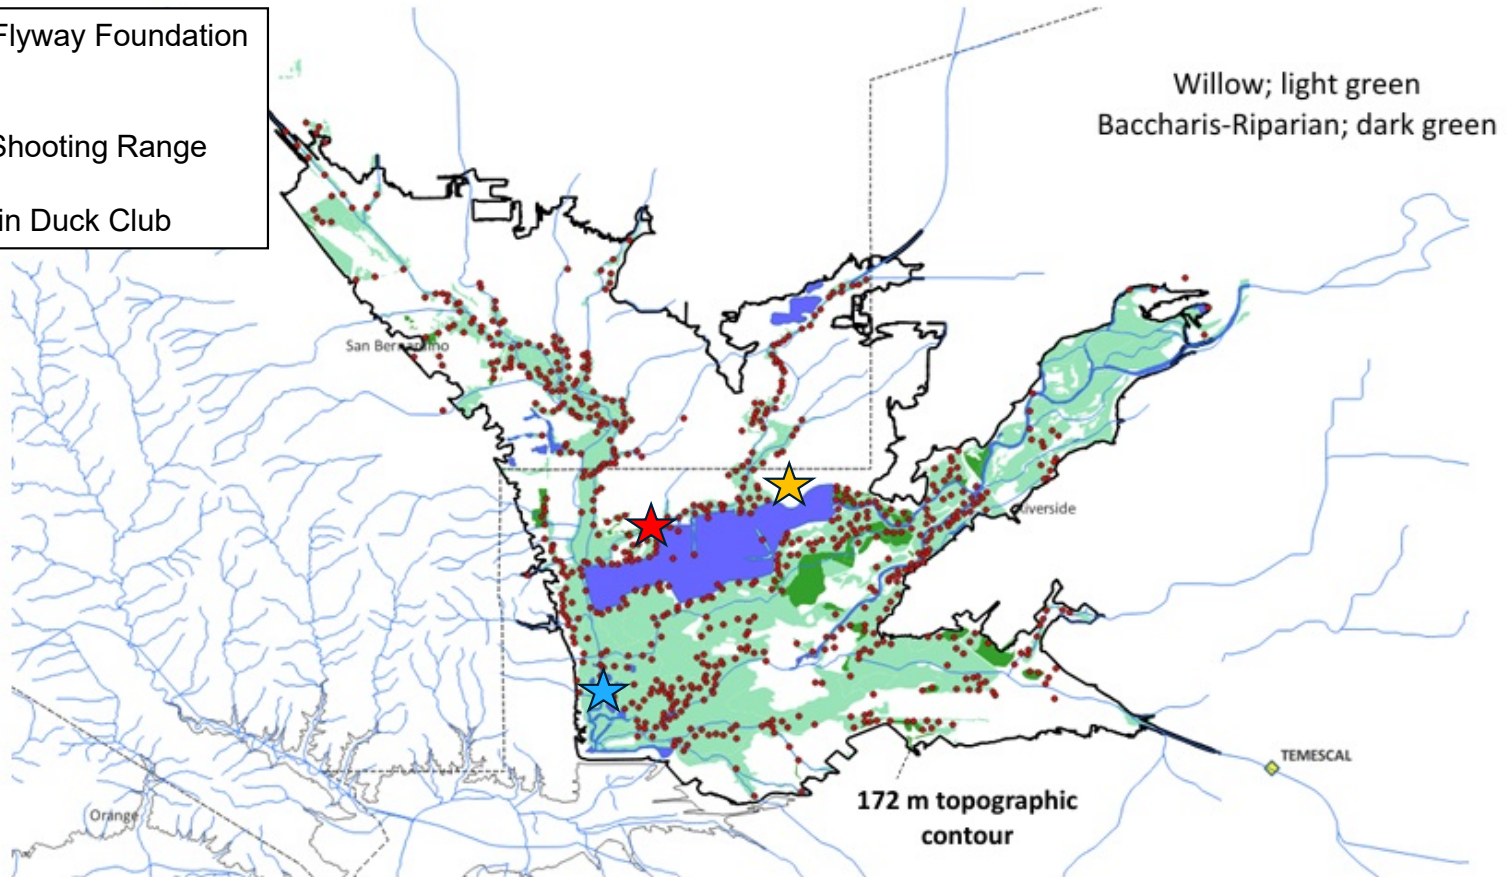 Flyway Foundation
Shooting Range
in Duck Club
Willow; light green
Baccharis-Riparian; dark green
San Bernardino
Riverside
TEMESCAL
172 m topographic
contour
Orange